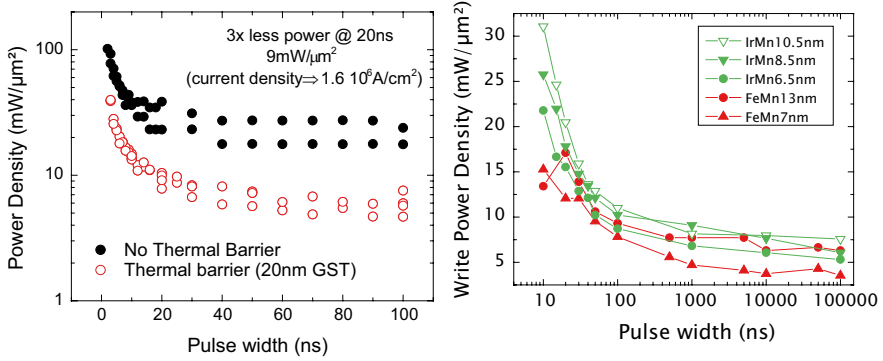 3x less power @ 20ns
9mW/µm²
(current density⇒1.6 10⁶A/cm²)
Power Density (mW/µm²)
100
10
1
No Thermal Barrier
Thermal barrier (20nm GST)
0 20 40 60 80 100
Pulse width (ns)
Write Power Density (mW/µm²)
30
25
20
15
10
5
IrMn10.5nm
IrMn8.5nm
IrMn6.5nm
FeMn13nm
FeMn7nm
10 100 1000 10000 100000
Pulse width (ns)